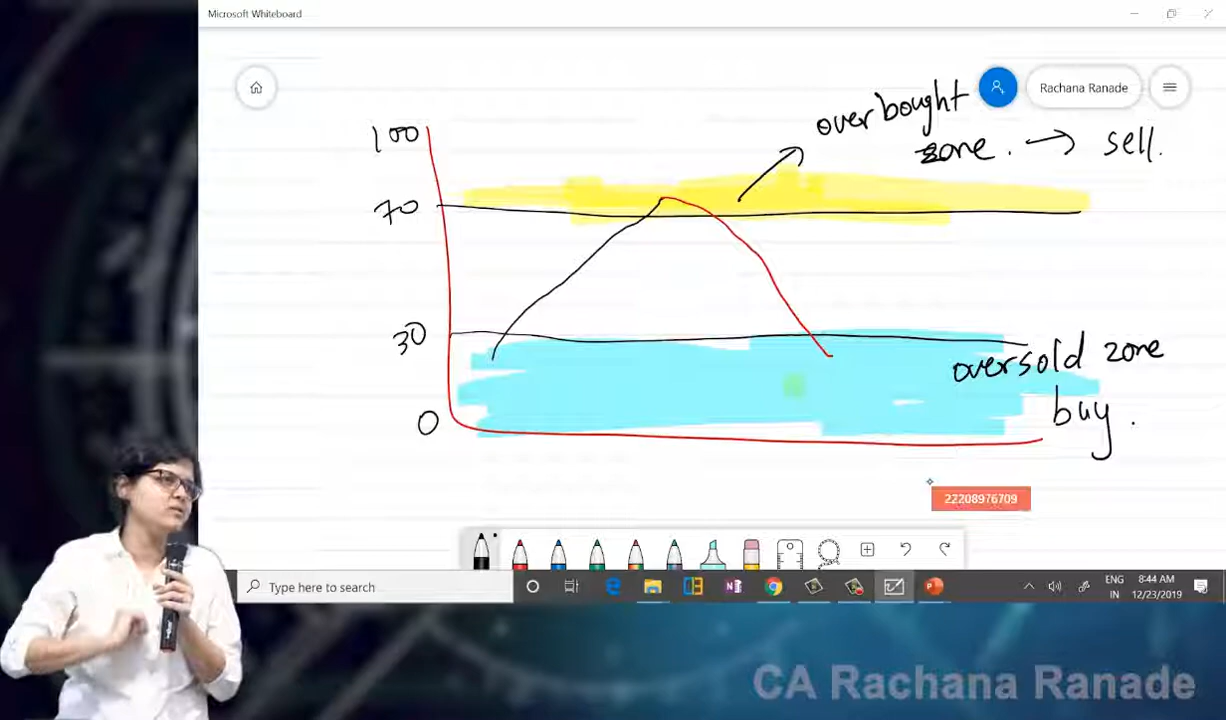 Microsoft Whiteboard
Rachana Ranade
overbought
zone. → sell.
100
70
30
0
oversold zone
buy.
22208976709
Type here to search
ENG
IN
8:44 AM
12/23/2019
CA Rachana Ranade